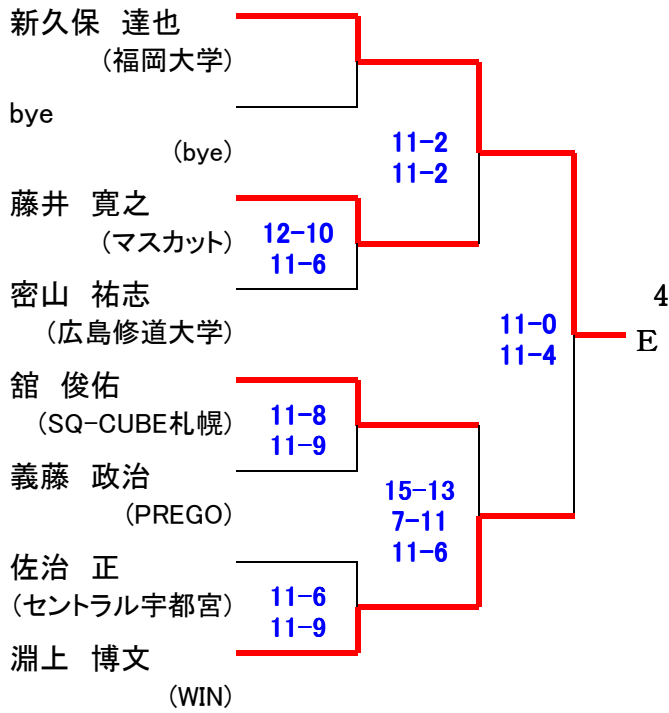 新久保 達也
(福岡大学)
bye
(bye)
11-2
11-2
藤井 寛之
(マスカット)
12-10
11-6
密山 祐志
(広島修道大学)
4
11-0
11-4
E
舘 俊佑
(SQ-CUBE札幌)
11-8
11-9
義藤 政治
(PREGO)
15-13
7-11
11-6
佐治 正
(セントラル宇都宮)
11-6
11-9
淵上 博文
(WIN)